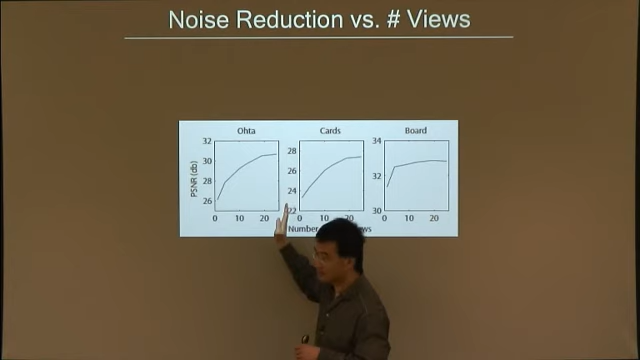 Noise Reduction vs. # Views
Ohta Cards Board
PSNR (db)
32
30
28
26
28
26
24
22
34
32
30
0 10 20
0 10 20
0 10 20
Number